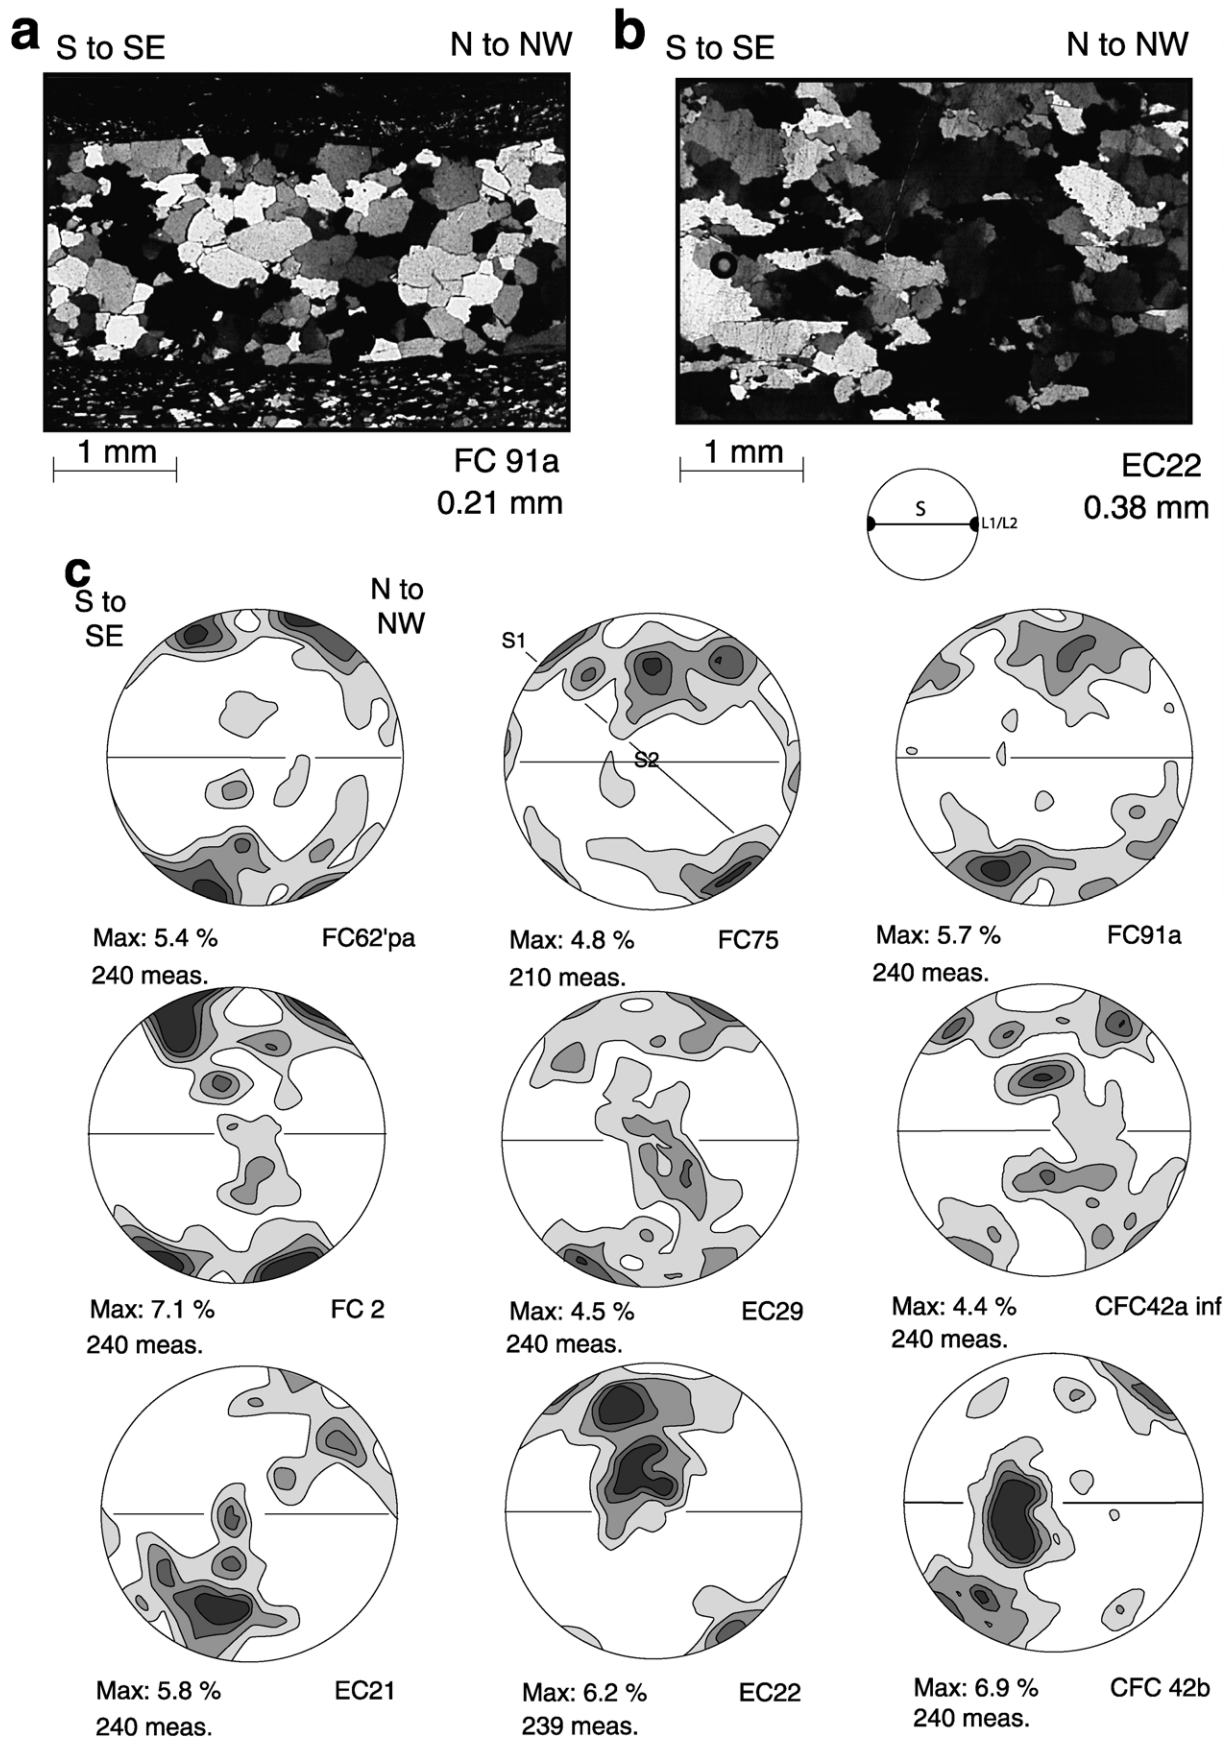 a S to SE N to NW
b S to SE N to NW
1 mm
FC 91a
0.21 mm
1 mm
EC22
0.38 mm
S
L1/L2
c
S to
SE
N to
NW
S1
S2
Max: 5.4 % FC62'pa
240 meas.
Max: 4.8 % FC75
210 meas.
Max: 5.7 % FC91a
240 meas.
Max: 7.1 % FC 2
240 meas.
Max: 4.5 % EC29
240 meas.
Max: 4.4 % CFC42a inf
240 meas.
Max: 5.8 % EC21
240 meas.
Max: 6.2 % EC22
239 meas.
Max: 6.9 % CFC 42b
240 meas.